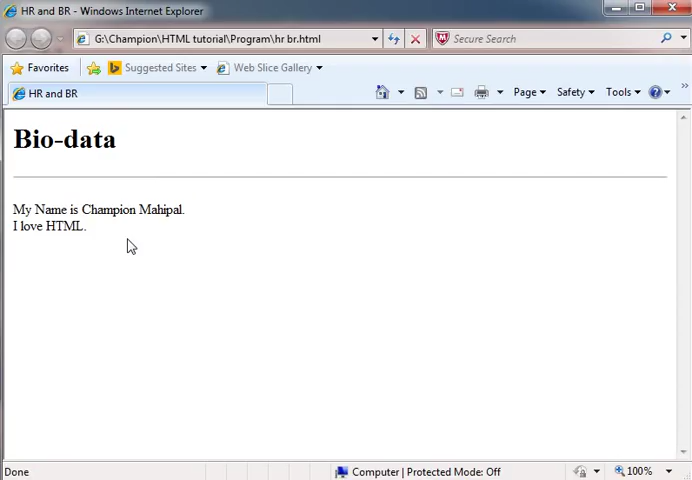 HR and BR - Windows Internet Explorer
G:\Champion\HTML tutorial\Program\hr br.html
Secure Search
Favorites
Suggested Sites
Web Slice Gallery
HR and BR
Page
Safety
Tools
»
Bio-data
My Name is Champion Mahipal.
I love HTML.
Done
Computer | Protected Mode: Off
100%